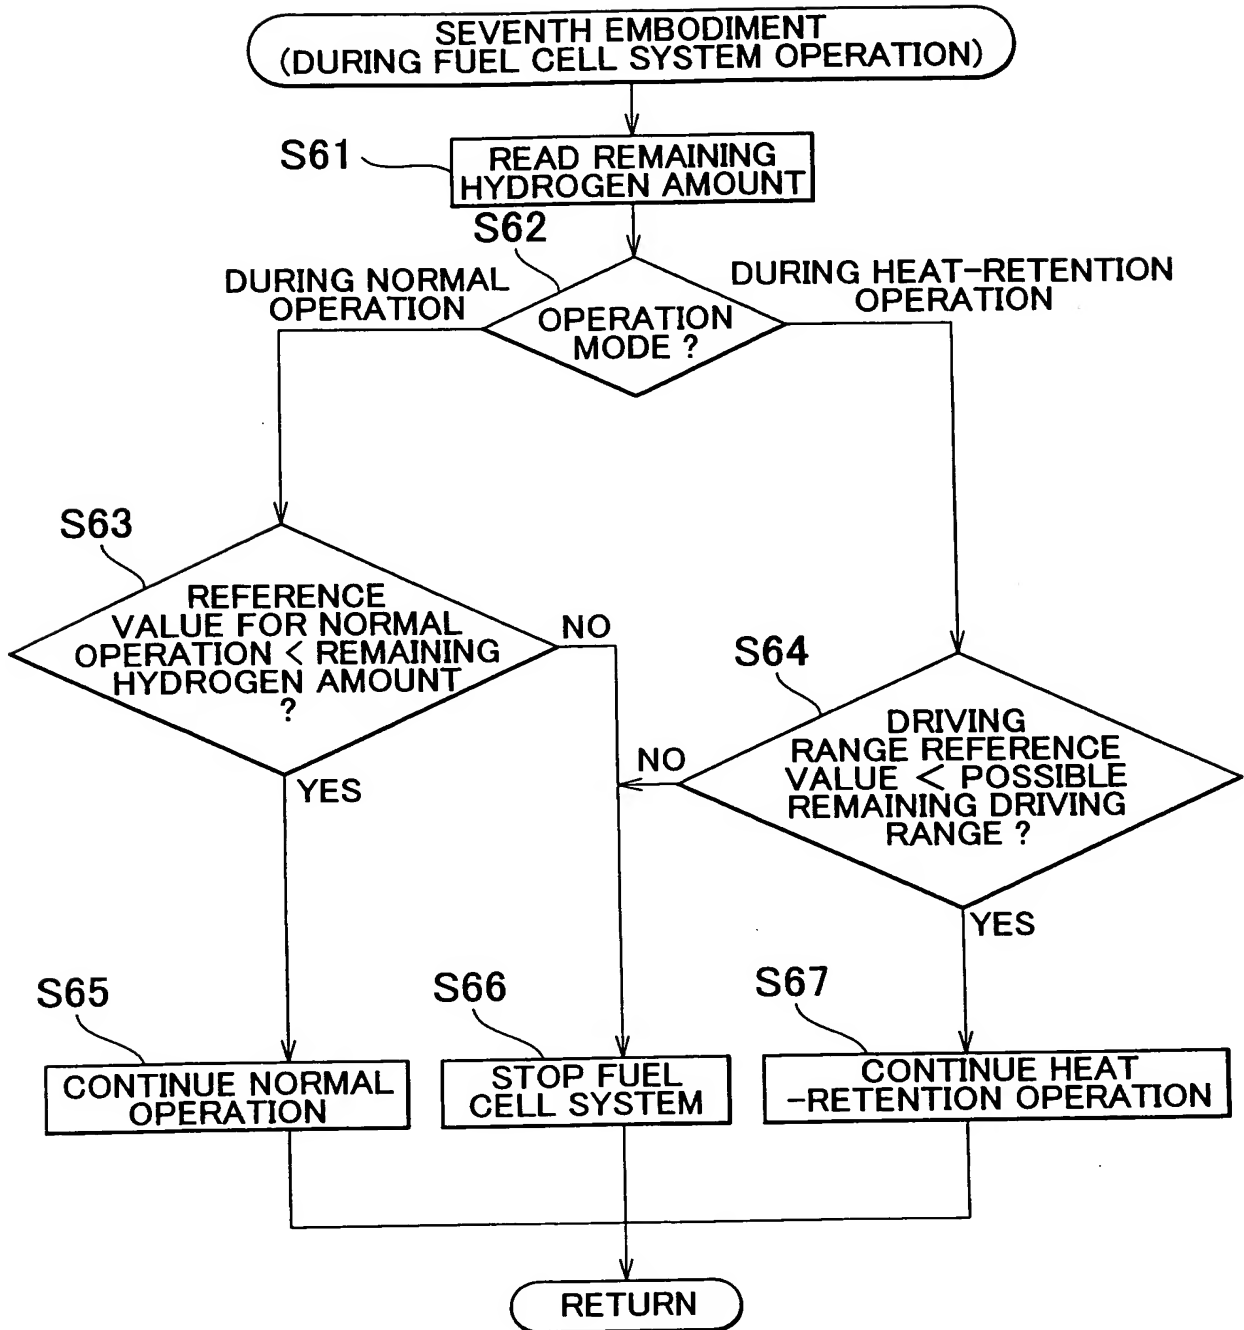 SEVENTH EMBODIMENT
(DURING FUEL CELL SYSTEM OPERATION)
S61
READ REMAINING
HYDROGEN AMOUNT
S62
DURING NORMAL
OPERATION
OPERATION
MODE ?
DURING HEAT-RETENTION
OPERATION
S63
REFERENCE
VALUE FOR NORMAL
OPERATION < REMAINING
HYDROGEN AMOUNT
?
NO
YES
S64
DRIVING
RANGE REFERENCE
VALUE < POSSIBLE
REMAINING DRIVING
RANGE ?
NO
YES
S65
CONTINUE NORMAL
OPERATION
S66
STOP FUEL
CELL SYSTEM
S67
CONTINUE HEAT
-RETENTION OPERATION
RETURN